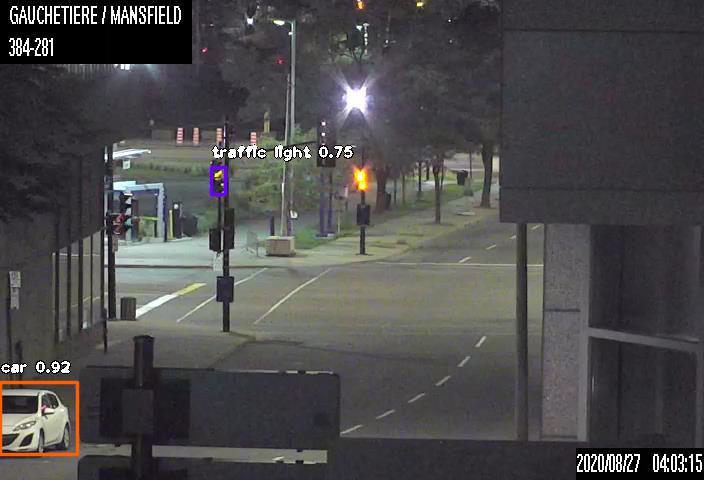 GAUCHETIERE / MANSFIELD
384-281
traffic light 0.75
car 0.92
2020/08/27 04:03:15